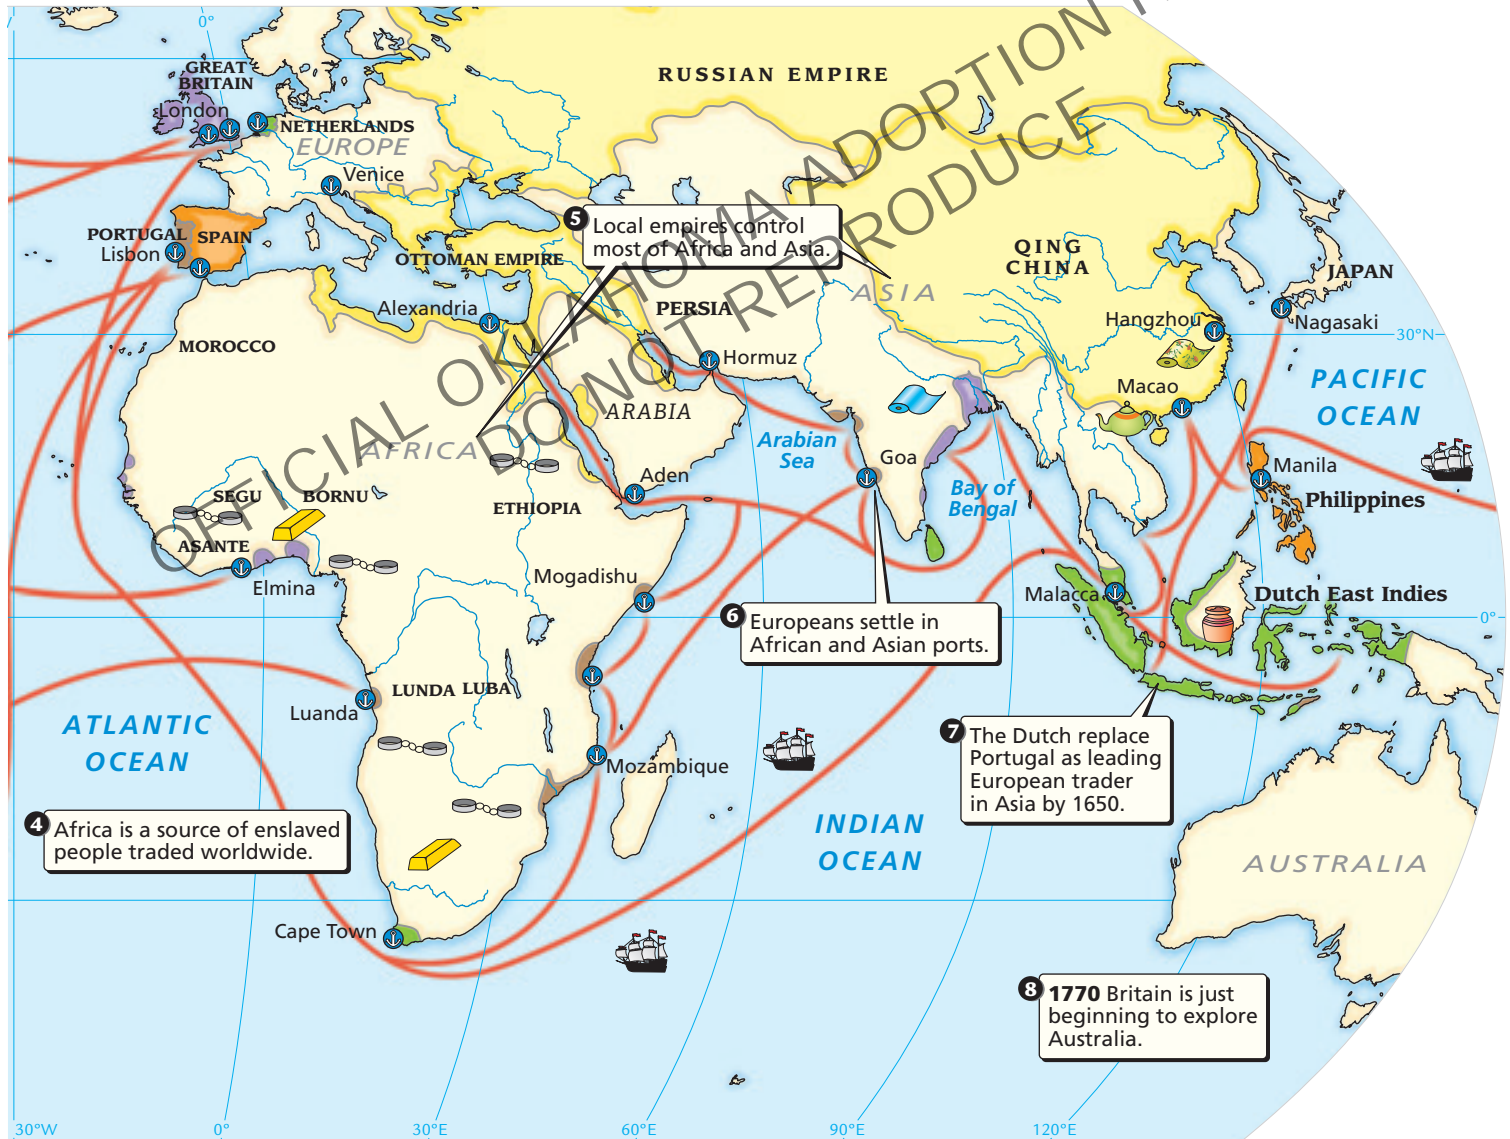 0°
OFFICIAL OKLAHOMA ADOPTION
DO NOT REPRODUCE
GREAT
BRITAIN
London
NETHERLANDS
EUROPE
Venice
RUSSIAN EMPIRE
PORTUGAL
SPAIN
Lisbon
OTTOMAN EMPIRE
5 Local empires control
most of Africa and Asia.
QING
CHINA
ASIA
JAPAN
Alexandria
PERSIA
Hangzhou
Nagasaki
30°N
MOROCCO
Hormuz
Macao
PACIFIC
OCEAN
ARABIA
AFRICA
Arabian
Sea
Goa
Aden
Bay of
Bengal
Manila
Philippines
SEGU
BORNU
ETHIOPIA
ASANTE
Elmina
Mogadishu
Malacca
Dutch East Indies
0°
6 Europeans settle in
African and Asian ports.
LUNDA
LUBA
Luanda
ATLANTIC
OCEAN
7 The Dutch replace
Portugal as leading
European trader
in Asia by 1650.
Mozambique
4 Africa is a source of enslaved
people traded worldwide.
INDIAN
OCEAN
AUSTRALIA
Cape Town
8 1770 Britain is just
beginning to explore
Australia.
30°W
0°
30°E
60°E
90°E
120°E